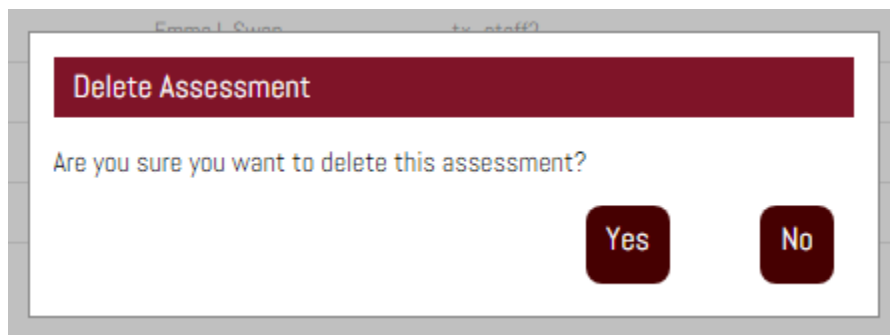 Delete Assessment
Are you sure you want to delete this assessment?
Yes No